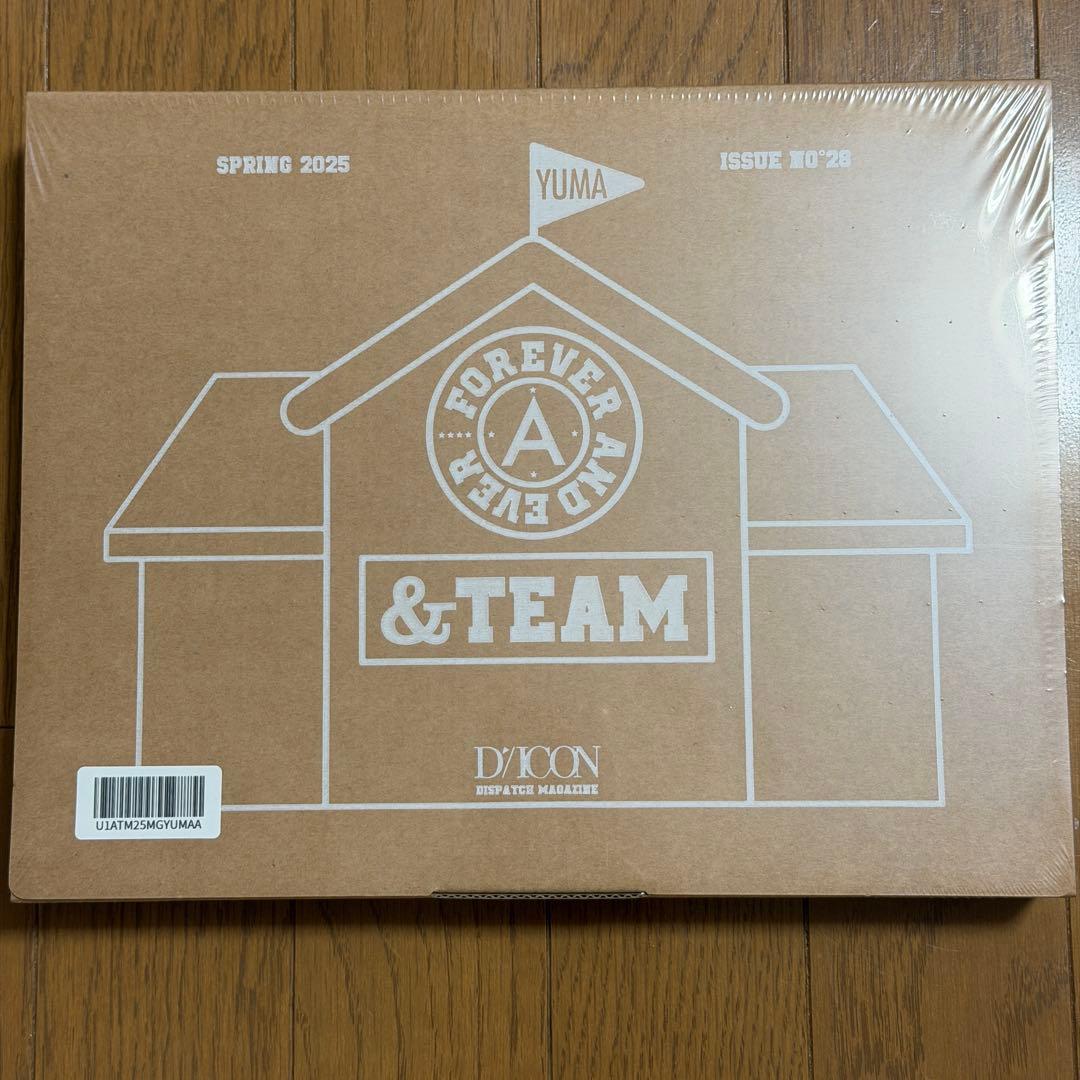 SPRING 2025
ISSUE NO°28
YUMA
FOREVER AND EVER
A
&TEAM
D'/ICON
DISPATCH MAGAZINE
U1ATM25MGYUMAA